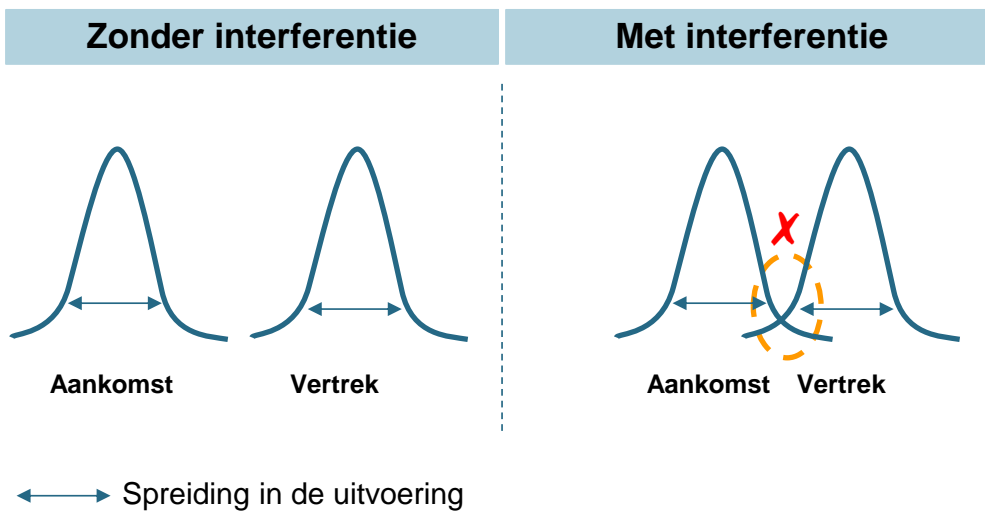 Zonder interferentie
Met interferentie
✗
Aankomst
Vertrek
Aankomst
Vertrek
Spreiding in de uitvoering